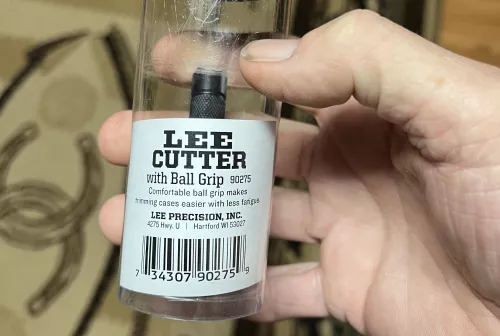 LEE
CUTTER
with Ball Grip 90275
Comfortable ball grip makes
trimming cases easier with less fatigue
LEE PRECISION, INC.
4275 Hwy. U | Hartford WI 53027
7 34307 90275 9